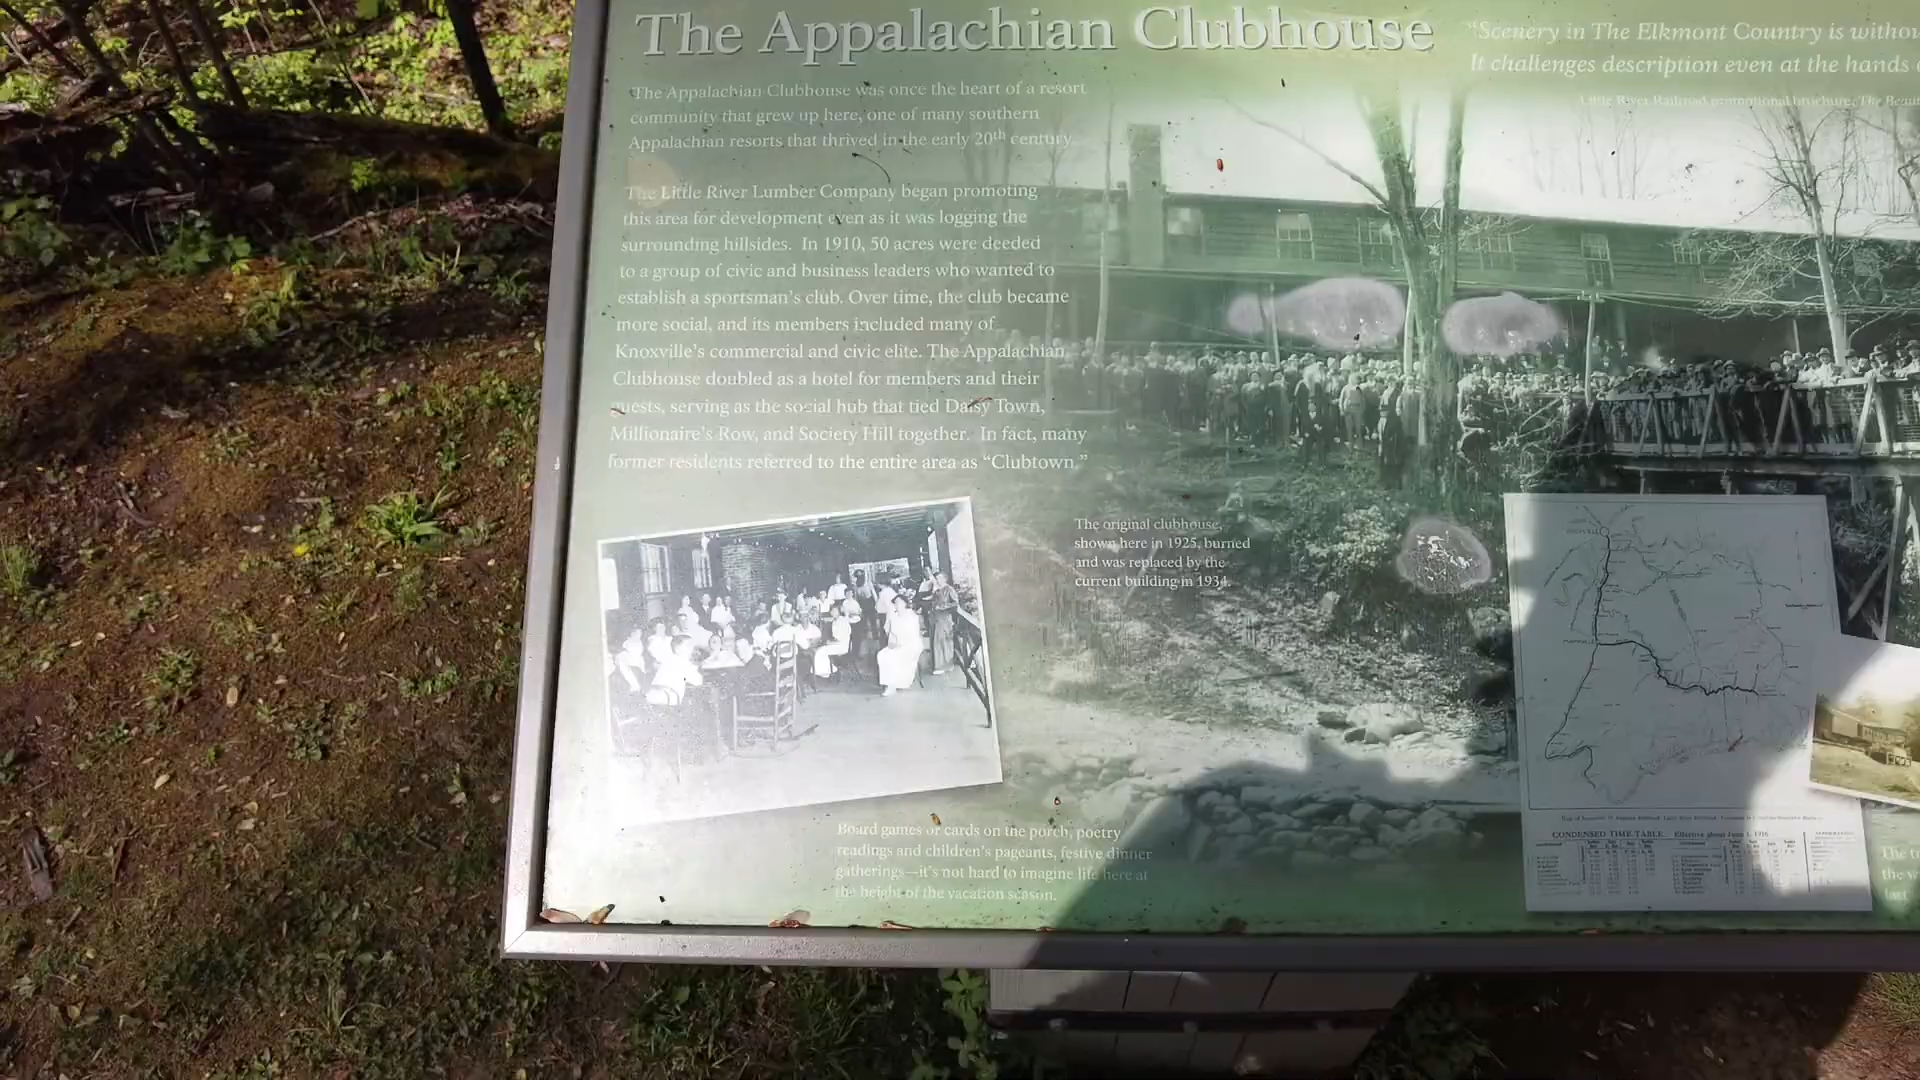 The Appalachian Clubhouse
"Scenery in The Elkmont Country is
It challenges description even at the hands
Little River Railroad promotional brochure, The
The Appalachian Clubhouse was once the heart of a resort
community that grew up here, one of many southern
Appalachian resorts that thrived in the early 20th century.
The Little River Lumber Company began promoting
this area for development even as it was logging the
surrounding hillsides. In 1910, 50 acres were deeded
to a group of civic and business leaders who wanted to
establish a sportsman's club. Over time, the club became
more social, and its members included many of
Knoxville's commercial and civic elite. The Appalachian
Clubhouse doubled as a hotel for members and their
guests, serving as the social hub that tied Daisy Town,
Millionaire's Row, and Society Hill together. In fact, many
former residents referred to the entire area as "Clubtown."
The original clubhouse,
shown here in 1925, burned
and was replaced by the
current building in 1934.
Board games or cards on the porch, poetry
readings and children's pageants, festive dinner
gatherings—it's not hard to imagine life here at
the height of the vacation season.
CONDENSED TIME TABLE
The
the
last